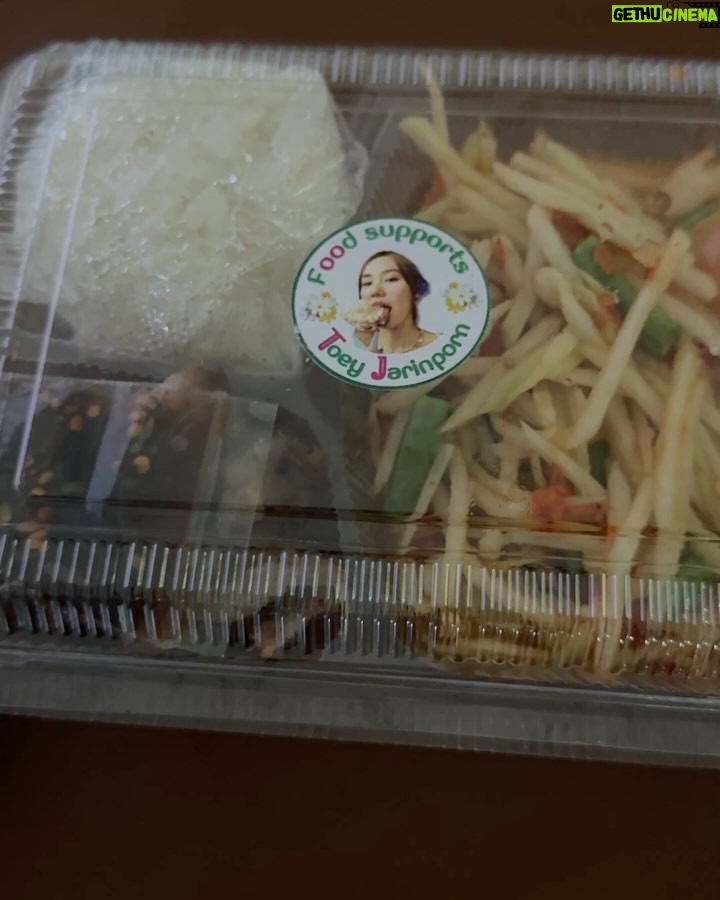 GETHUCINEMA
Food supports
Toey Jarinporn